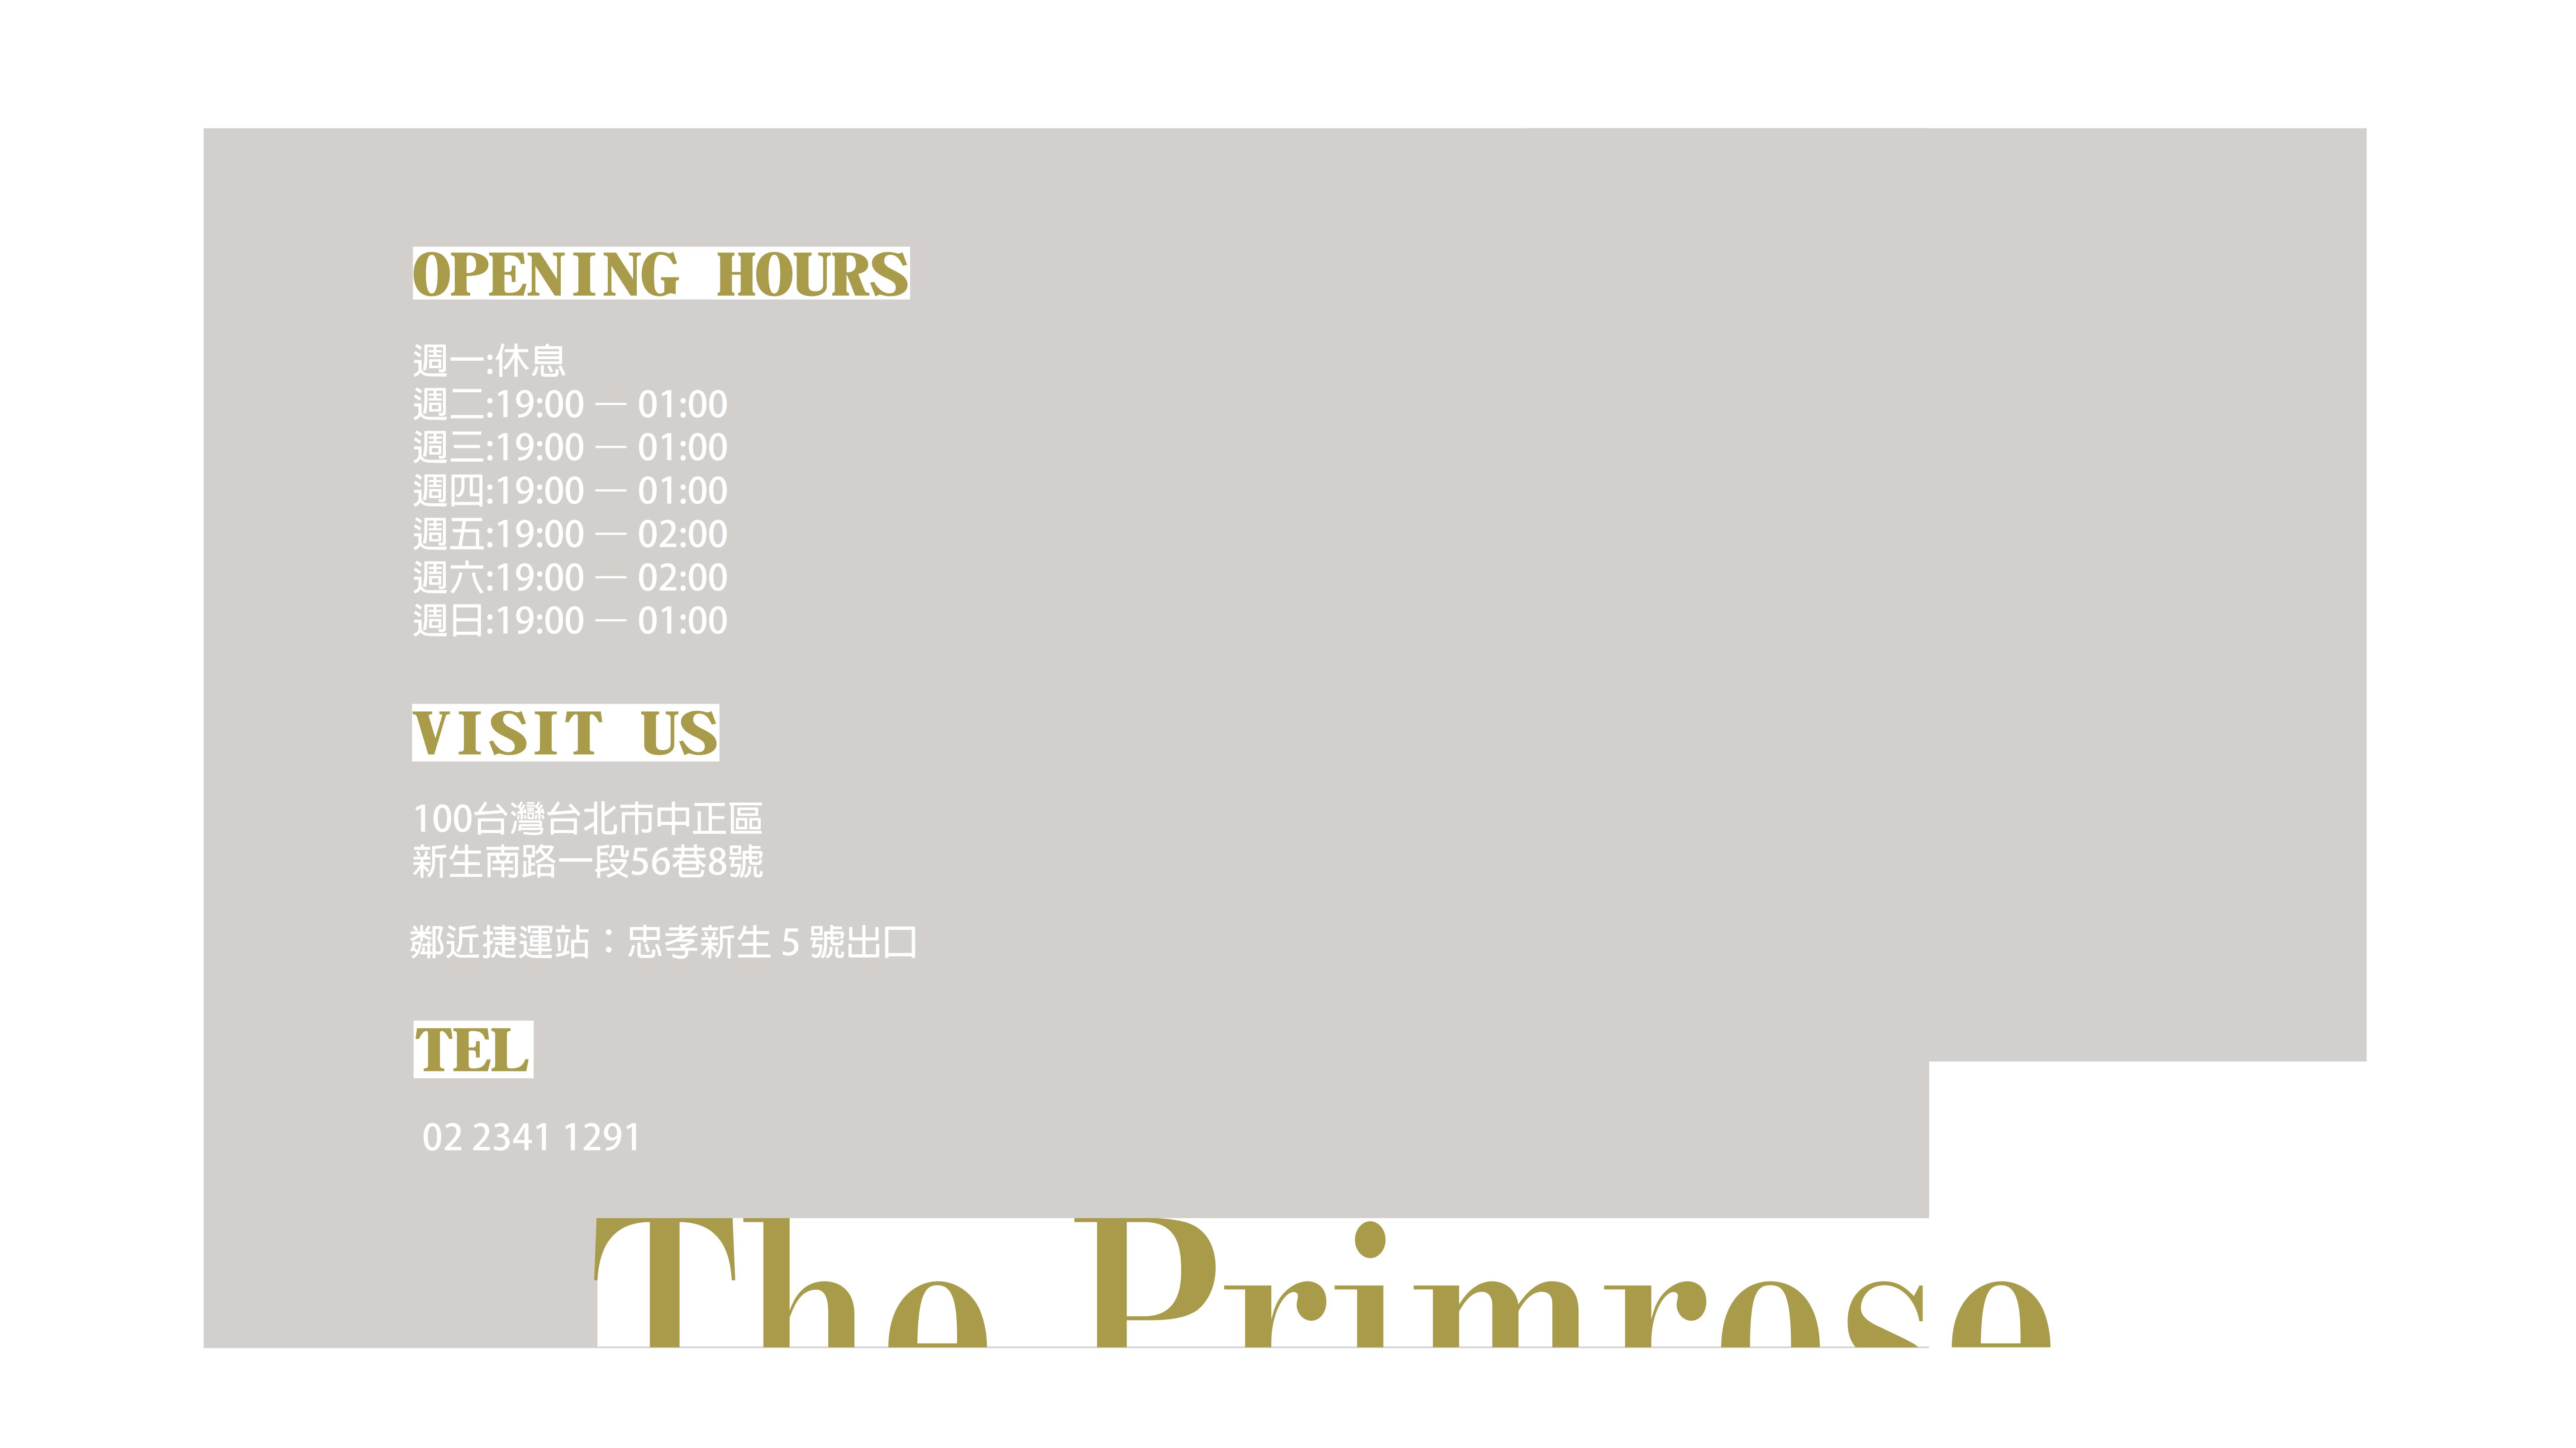 OPENING HOURS
週一:休息
週二:19:00 — 01:00
週三:19:00 — 01:00
週四:19:00 — 01:00
週五:19:00 — 02:00
週六:19:00 — 02:00
週日:19:00 — 01:00
VISIT US
100台灣台北市中正區
新生南路一段56巷8號
鄰近捷運站：忠孝新生 5 號出口
TEL
02 2341 1291
The Primrose